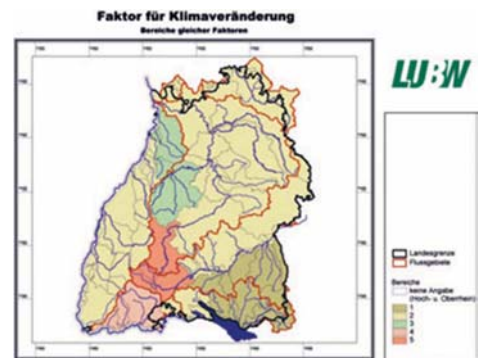 Faktor für Klimaveränderung
Bereiche gleicher Faktoren
LUBW
Landesgrenze
Flussgebiete
Bereiche
keine Angabe
(Hoch- u. Oberrhein)
1
2
3
4
5